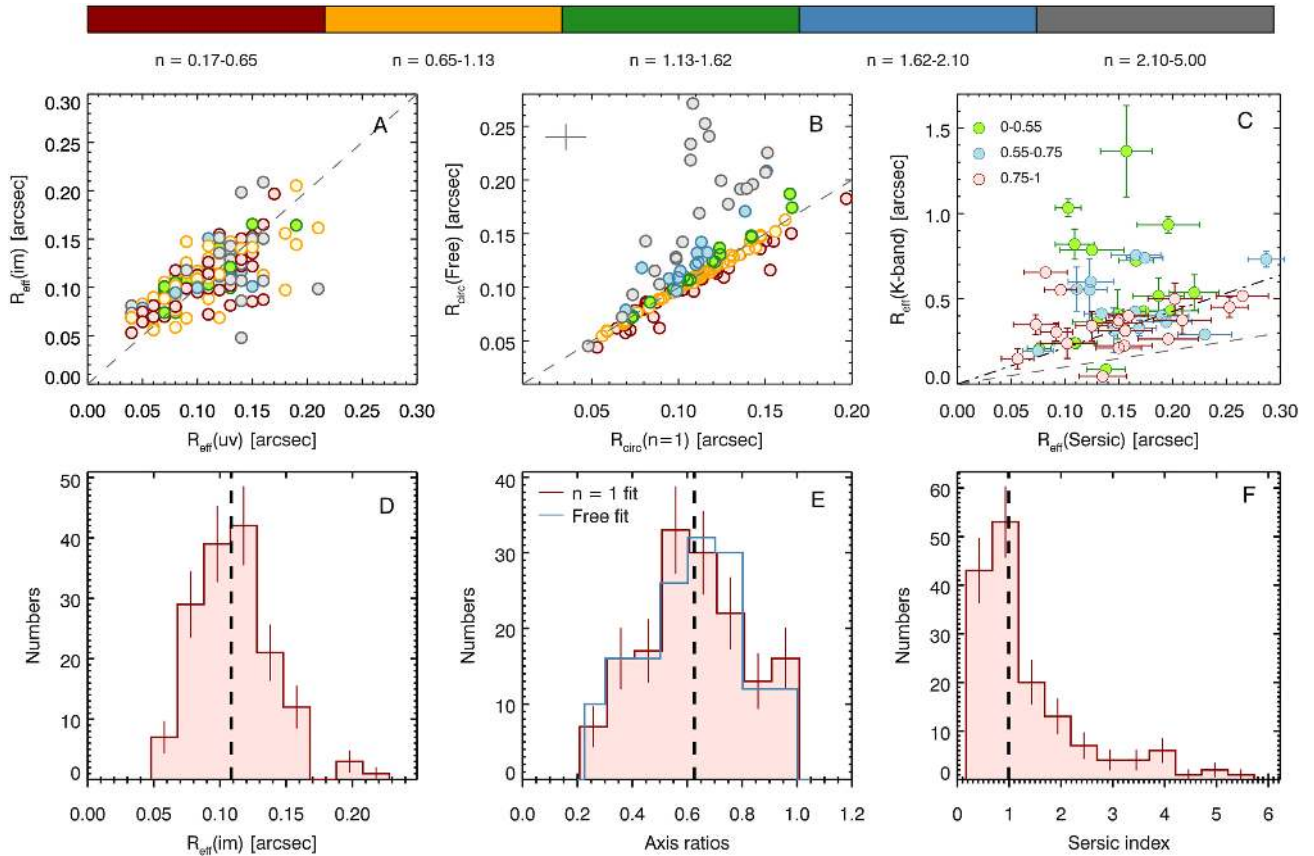 n = 0.17-0.65 n = 0.65-1.13 n = 1.13-1.62 n = 1.62-2.10 n = 2.10-5.00
A
R_eff(im) [arcsec]
0.30
0.25
0.20
0.15
0.10
0.05
0.00
0.00 0.05 0.10 0.15 0.20 0.25 0.30
R_eff(uv) [arcsec]
B
R_circ(Free) [arcsec]
0.25
0.20
0.15
0.10
0.05
0.05 0.10 0.15 0.20
R_circ(n=1) [arcsec]
C
0-0.55
0.55-0.75
0.75-1
R_eff(K-band) [arcsec]
1.5
1.0
0.5
0.0
0.00 0.05 0.10 0.15 0.20 0.25 0.30
R_eff(Sersic) [arcsec]
D
Numbers
50
40
30
20
10
0
0.00 0.05 0.10 0.15 0.20
R_eff(im) [arcsec]
E
n = 1 fit
Free fit
Numbers
40
30
20
10
0
0.0 0.2 0.4 0.6 0.8 1.0 1.2
Axis ratios
F
Numbers
60
50
40
30
20
10
0
0 1 2 3 4 5 6
Sersic index